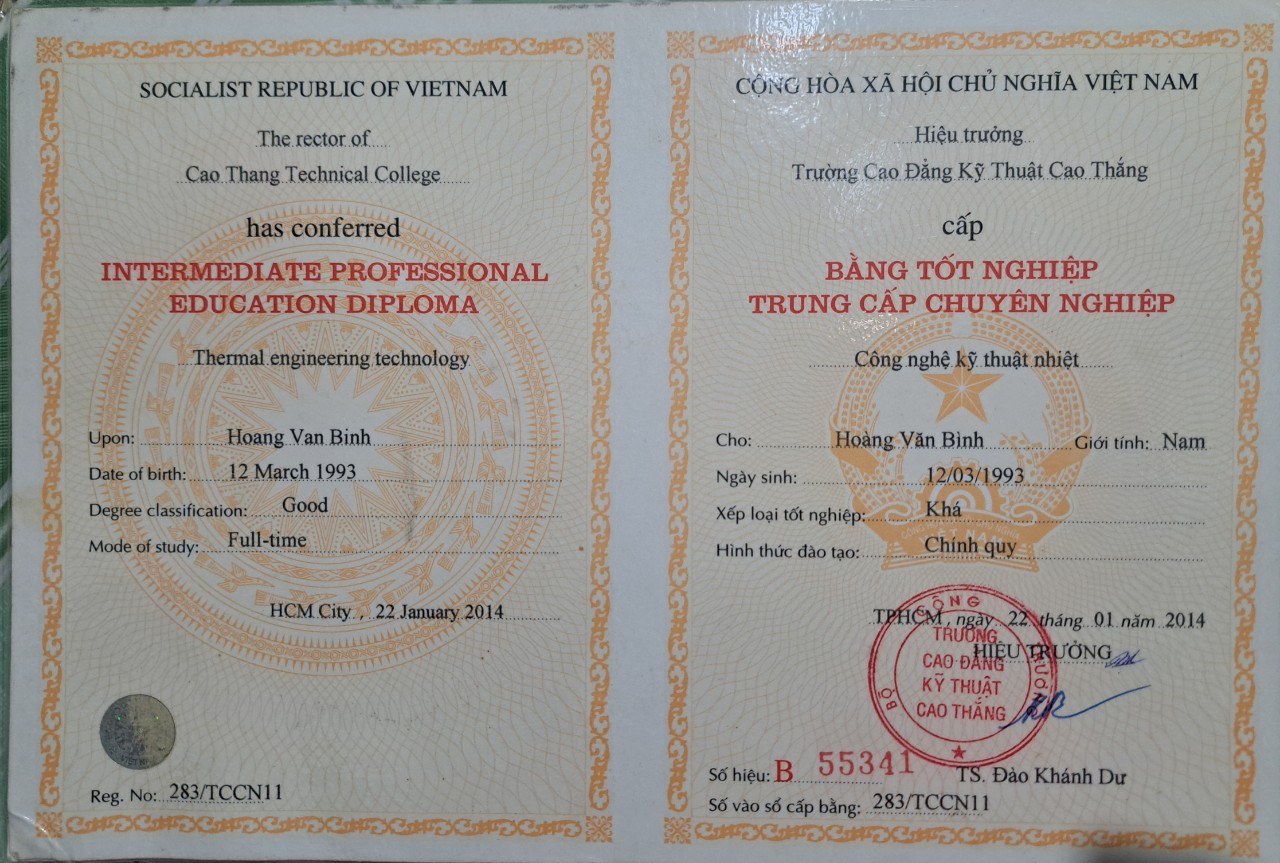 SOCIALIST REPUBLIC OF VIETNAM
The rector of
Cao Thang Technical College
has conferred
INTERMEDIATE PROFESSIONAL
EDUCATION DIPLOMA
Thermal engineering technology
Upon: Hoang Van Binh
Date of birth: 12 March 1993
Degree classification: Good
Mode of study: Full-time
HCM City, 22 January 2014
Reg. No: 283/TCCN11
CỘNG HÒA XÃ HỘI CHỦ NGHĨA VIỆT NAM
Hiệu trưởng
Trường Cao Đẳng Kỹ Thuật Cao Thắng
cấp
BẰNG TỐT NGHIỆP
TRUNG CẤP CHUYÊN NGHIỆP
Công nghệ kỹ thuật nhiệt
Cho: Hoàng Văn Bình Giới tính: Nam
Ngày sinh: 12/03/1993
Xếp loại tốt nghiệp: Khá
Hình thức đào tạo: Chính quy
TPHCM, ngày 22 tháng 01 năm 2014
HIỆU TRƯỞNG
BỘ CÔNG THƯƠNG
TRƯỜNG
CAO ĐẲNG
KỸ THUẬT
CAO THẮNG
Số hiệu: B 55341
TS. Đào Khánh Dư
Số vào sổ cấp bằng: 283/TCCN11